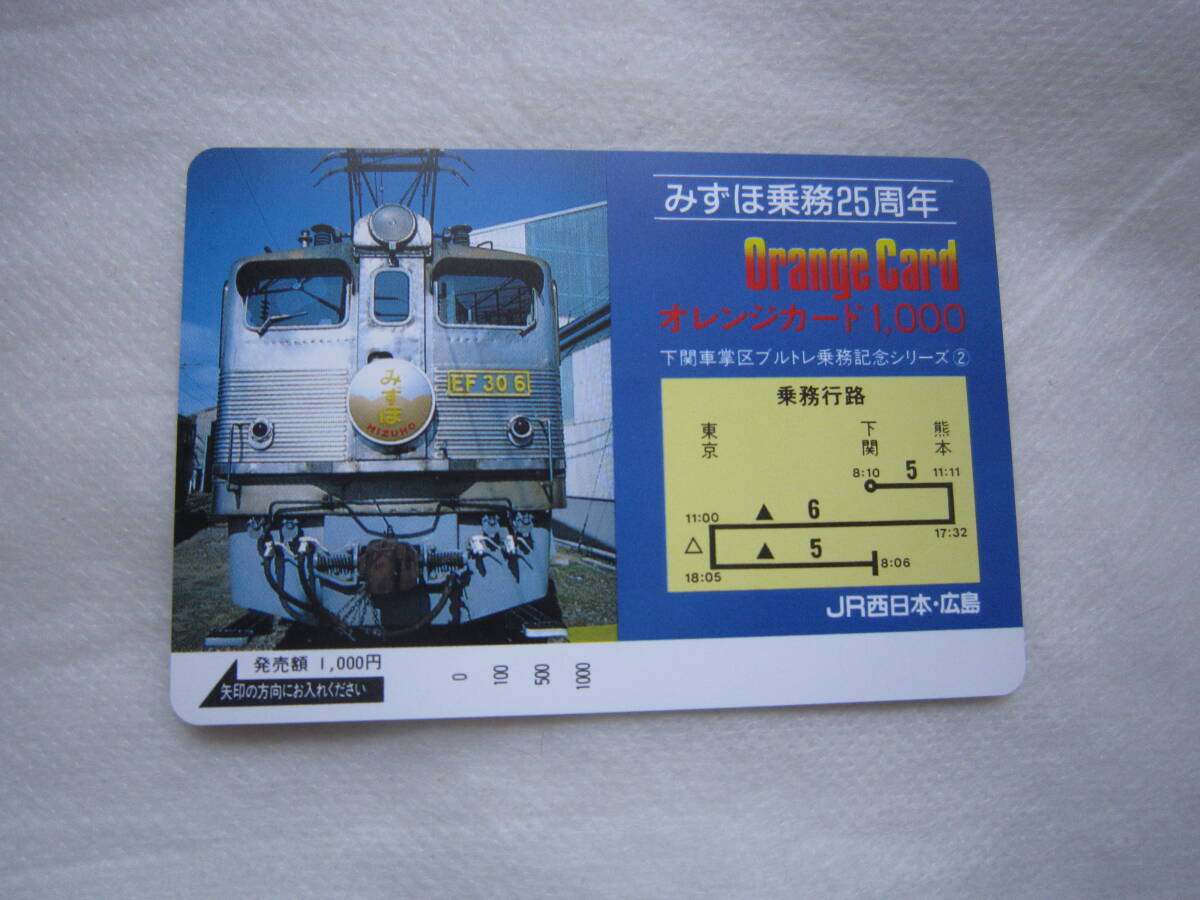 みずほ乗務25周年
Orange Card
オレンジカード1,000
下関車掌区ブルトレ乗務記念シリーズ②
乗務行路
東京 下関 熊本
8:10 5 11:11
11:00 ▲ 6
17:32
△ ▲ 5 8:06
18:05
JR西日本・広島
みずほ
MIZUHO
EF 30 6
発売額 1,000円
矢印の方向にお入れください
0 100 500 1000